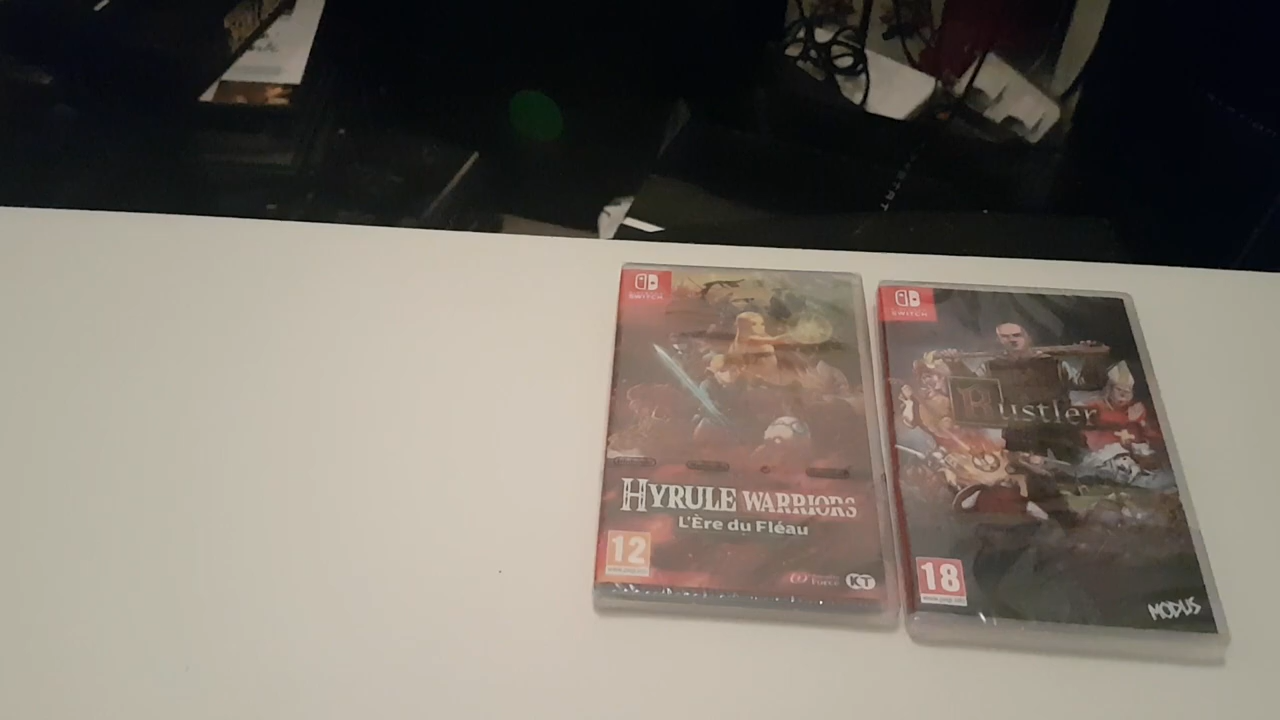 SWITCH
HYRULE WARRIORS
L'Ère du Fléau
12
KT
SWITCH
Rustler
18
MODUS